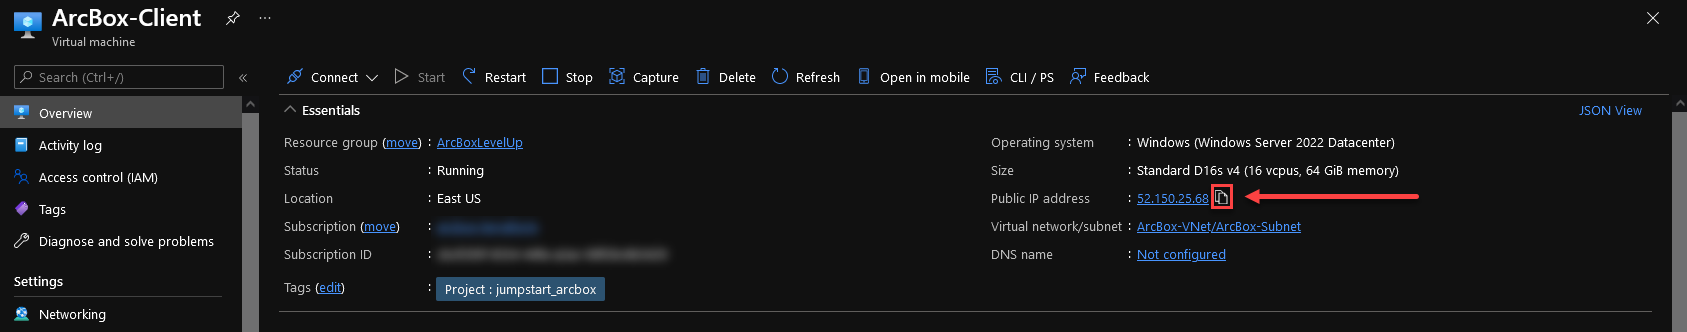 ArcBox-Client
Virtual machine
Search (Ctrl+/)
Overview
Activity log
Access control (IAM)
Tags
Diagnose and solve problems
Settings
Networking
Connect Start Restart Stop Capture Delete Refresh Open in mobile CLI / PS Feedback
Essentials JSON View
Resource group (move) : ArcBoxLevelUp
Status : Running
Location : East US
Subscription (move) :
Subscription ID :
Tags (edit) : Project : jumpstart_arcbox
Operating system : Windows (Windows Server 2022 Datacenter)
Size : Standard D16s v4 (16 vcpus, 64 GiB memory)
Public IP address : 52.150.25.68
Virtual network/subnet : ArcBox-VNet/ArcBox-Subnet
DNS name : Not configured